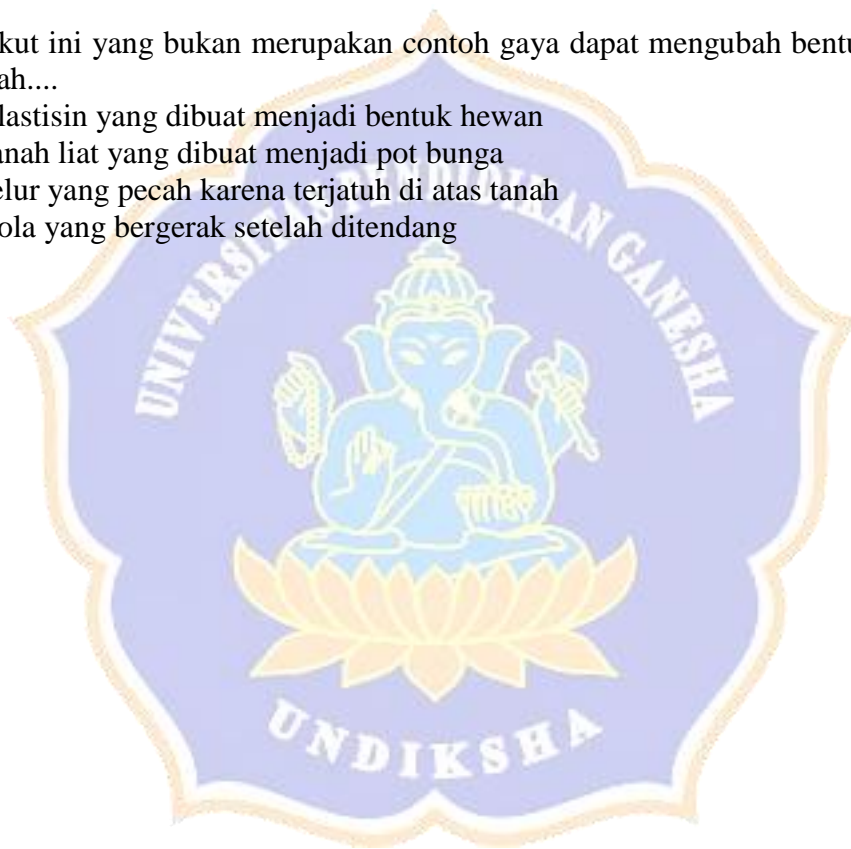 kut ini yang bukan merupakan contoh gaya dapat mengubah bentu
ah....
lastisin yang dibuat menjadi bentuk hewan
anah liat yang dibuat menjadi pot bunga
elur yang pecah karena terjatuh di atas tanah
ola yang bergerak setelah ditendang
UNIVERSITAS PENDIDIKAN GANESHA
UNDIKSHA